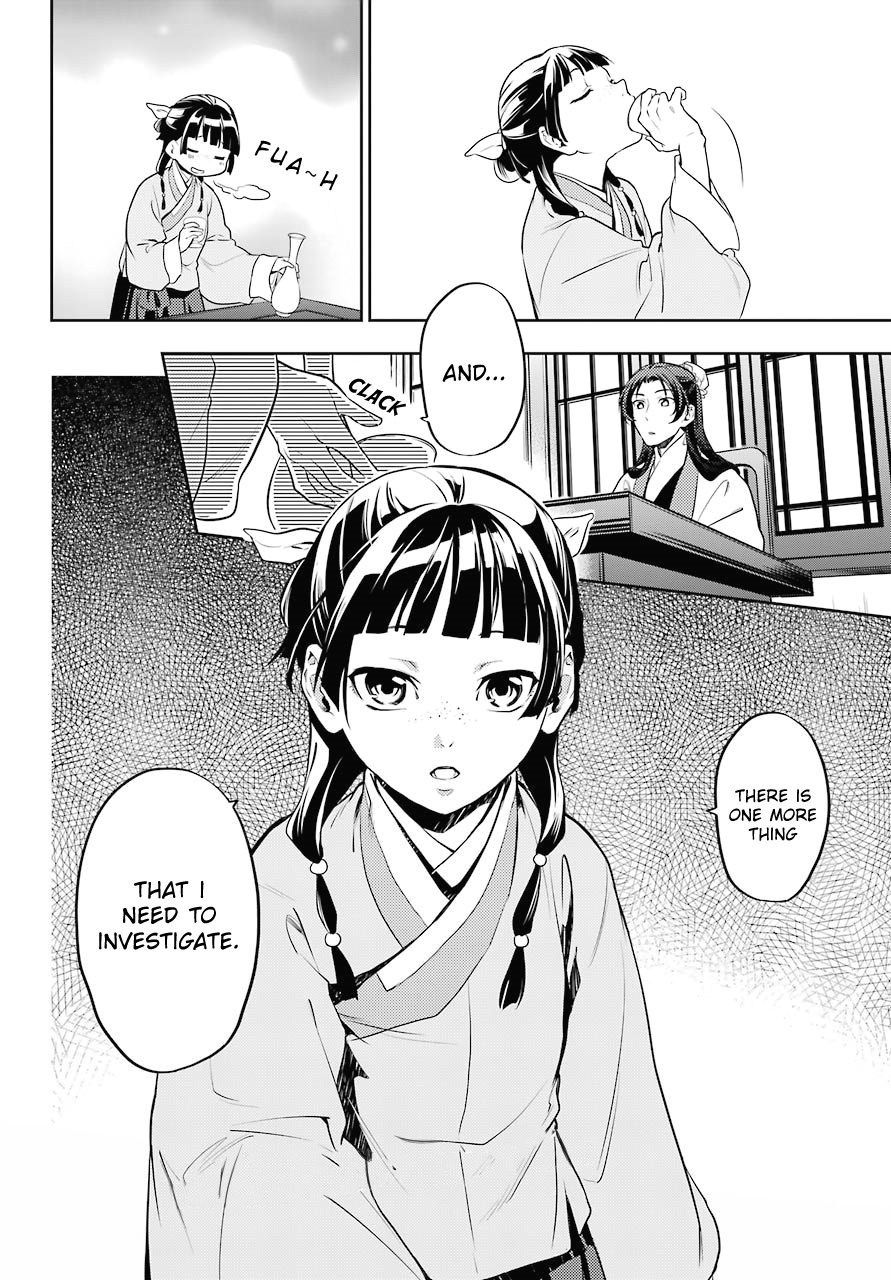 FUA~H
CLACK
AND...
THERE IS
ONE MORE
THING
THAT I
NEED TO
INVESTIGATE.